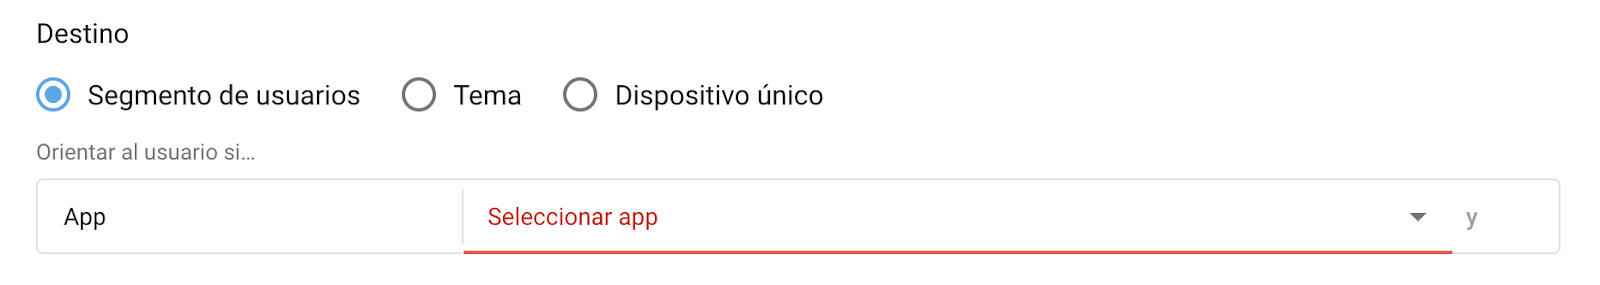 Destino
Segmento de usuarios Tema Dispositivo único
Orientar al usuario si...
App Seleccionar app y